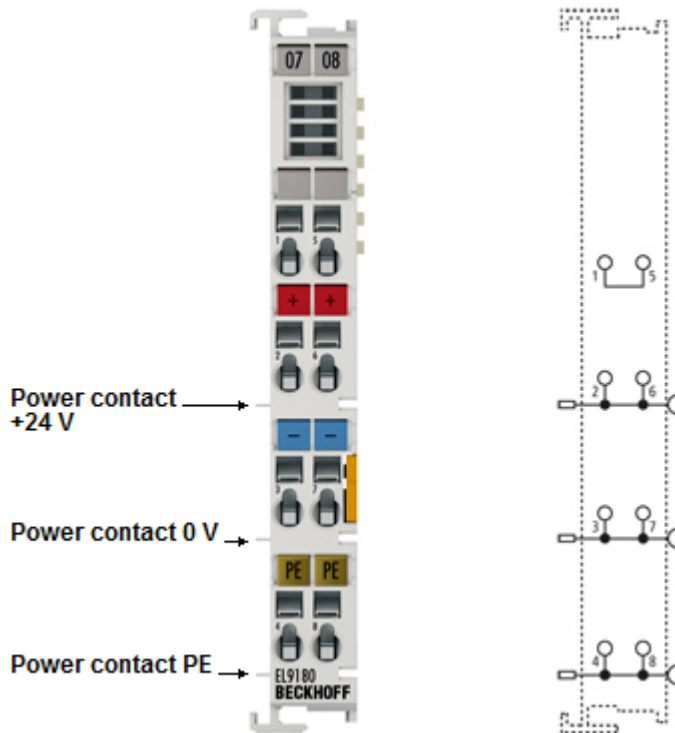 07 08
1 5
+ +
2 6
Power contact
+24 V
- -
3 7
Power contact 0 V
PE PE
4 8
Power contact PE
EL9180
BECKHOFF
1 5
2 6
3 7
4 8